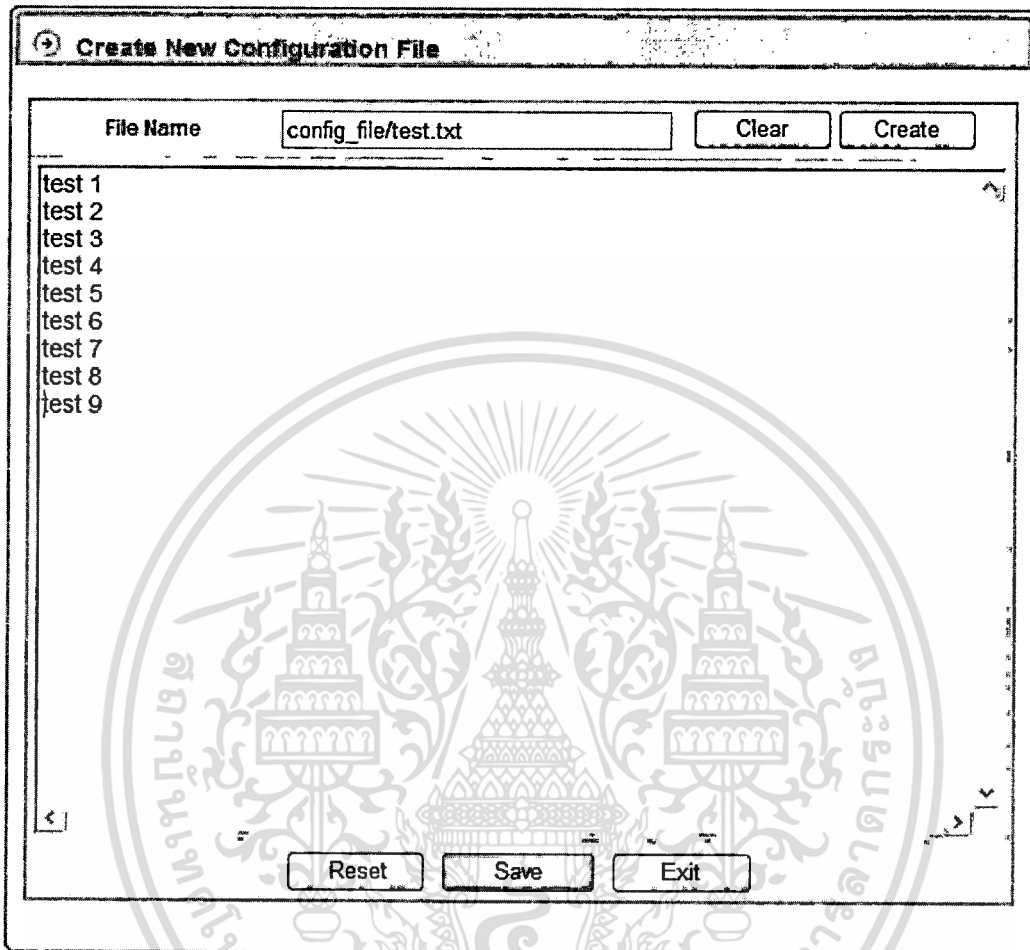 Create New Configuration File
File Name config_file/test.txt Clear Create
test 1
test 2
test 3
test 4
test 5
test 6
test 7
test 8
test 9
Reset Save Exit